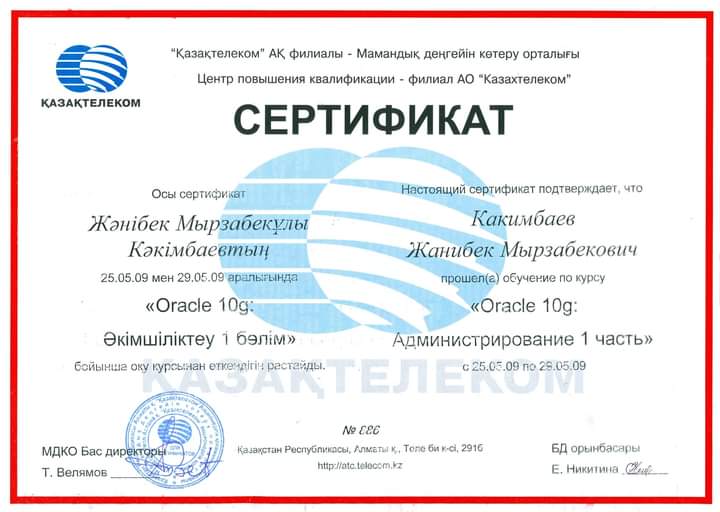 ҚАЗАҚТЕЛЕКОМ
"Қазақтелеком" АҚ филиалы - Мамандық деңгейін көтеру орталығы
Центр повышения квалификации - филиал АО "Казахтелеком"
СЕРТИФИКАТ
Осы сертификат
Жәнібек Мырзабекұлы
Кәкімбаевтың
25.05.09 мен 29.05.09 аралығында
«Oracle 10g:
Әкімшіліктеу 1 бөлім»
бойынша оқу курсынан өткендігін растайды.
Настоящий сертификат подтверждает, что
Какимбаев
Жанибек Мырзабекович
прошел(а) обучение по курсу
«Oracle 10g:
Администрирование 1 часть»
с 25.05.09 по 29.05.09
ҚАЗАҚТЕЛЕКОМ
МДКО Бас директоры
Т. Велямов
Қазақстан Республикасы, Алматы қ., Төле би к-сі, 291б
http://atc.telecom.kz
БД орынбасары
Е. Никитина